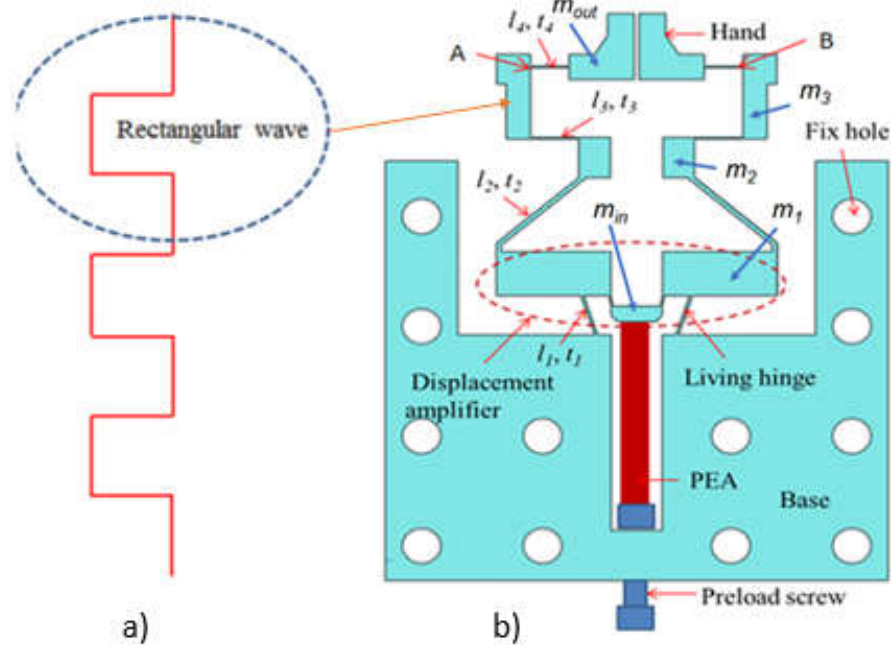 Rectangular wave
l4, t4
mout
Hand
A
B
l3, t3
m3
Fix hole
m2
l2, t2
min
m1
l1, t1
Displacement
amplifier
Living hinge
PEA
Base
Preload screw
a)
b)